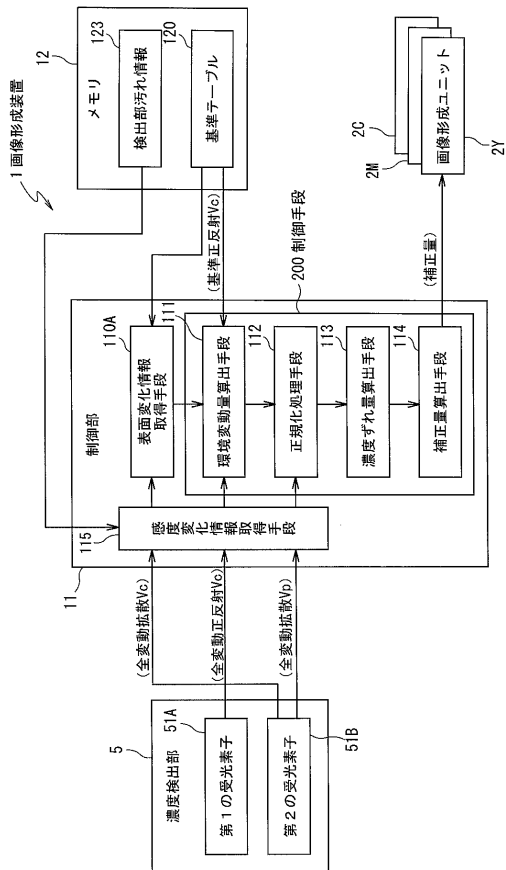 1 画像形成装置
5
濃度検出部
51A
第1の受光素子
第2の受光素子
51B
(全変動拡散Vc)
(全変動正反射Vc)
(全変動拡散Vp)
11
制御部
115
感度変化情報取得手段
110A
表面変化情報
取得手段
200 制御手段
111
環境変動量算出手段
112
正規化処理手段
113
濃度ずれ量算出手段
114
補正量算出手段
12
メモリ
123
検出部汚れ情報
120
基準テーブル
(基準正反射Vc)
(補正量)
2C
2M
画像形成ユニット
2Y